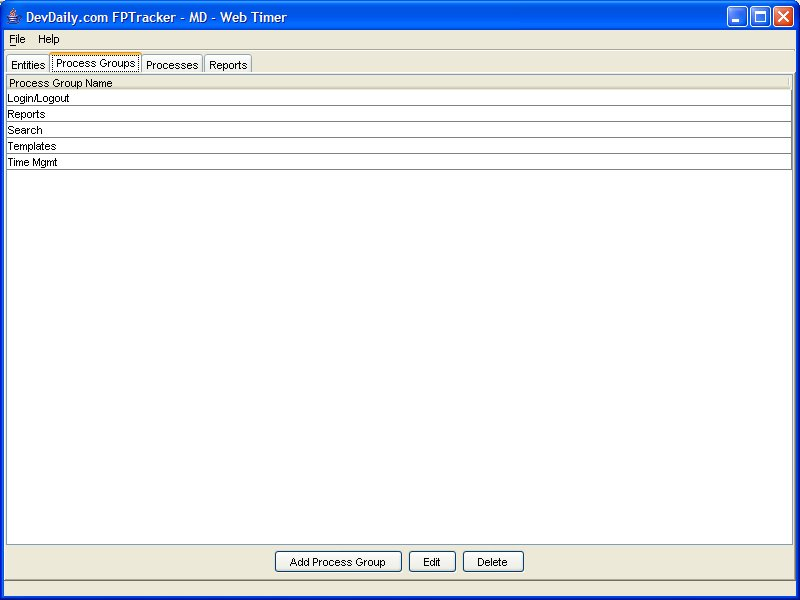 DevDaily.com FPTracker - MD - Web Timer
File Help
Entities Process Groups Processes Reports
Process Group Name
Login/Logout
Reports
Search
Templates
Time Mgmt
Add Process Group Edit Delete